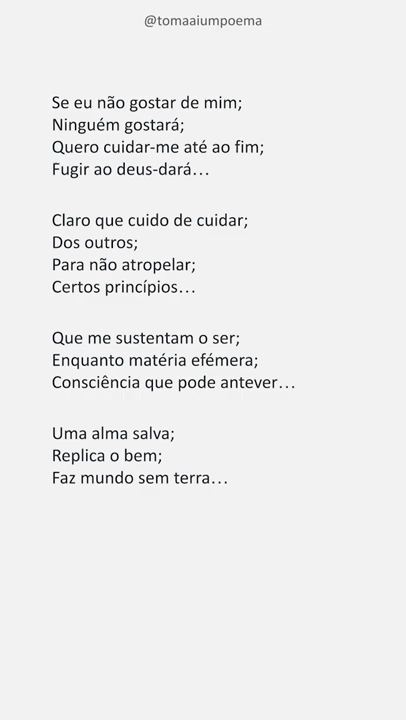 @tomaaiumpoema
Se eu não gostar de mim;
Ninguém gostará;
Quero cuidar-me até ao fim;
Fugir ao deus-dará…
Claro que cuido de cuidar;
Dos outros;
Para não atropelar;
Certos princípios…
Que me sustentam o ser;
Enquanto matéria efémera;
Consciência que pode antever…
Uma alma salva;
Replica o bem;
Faz mundo sem terra…